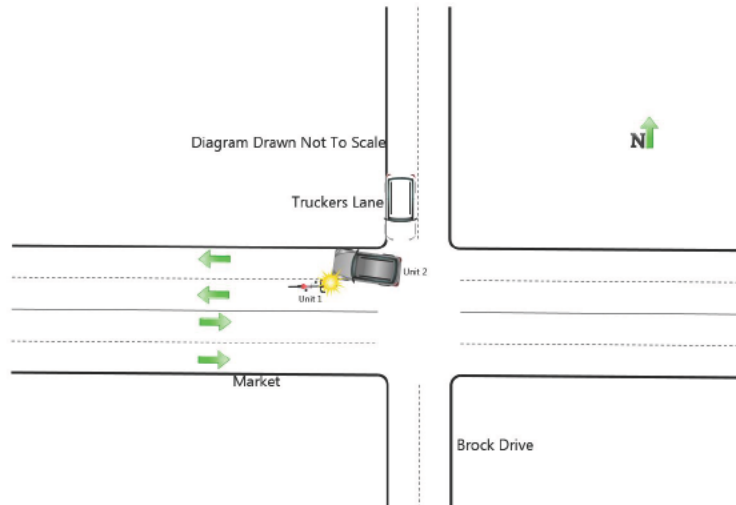 Diagram Drawn Not To Scale
N
Truckers Lane
Unit 2
Unit 1
Market
Brock Drive